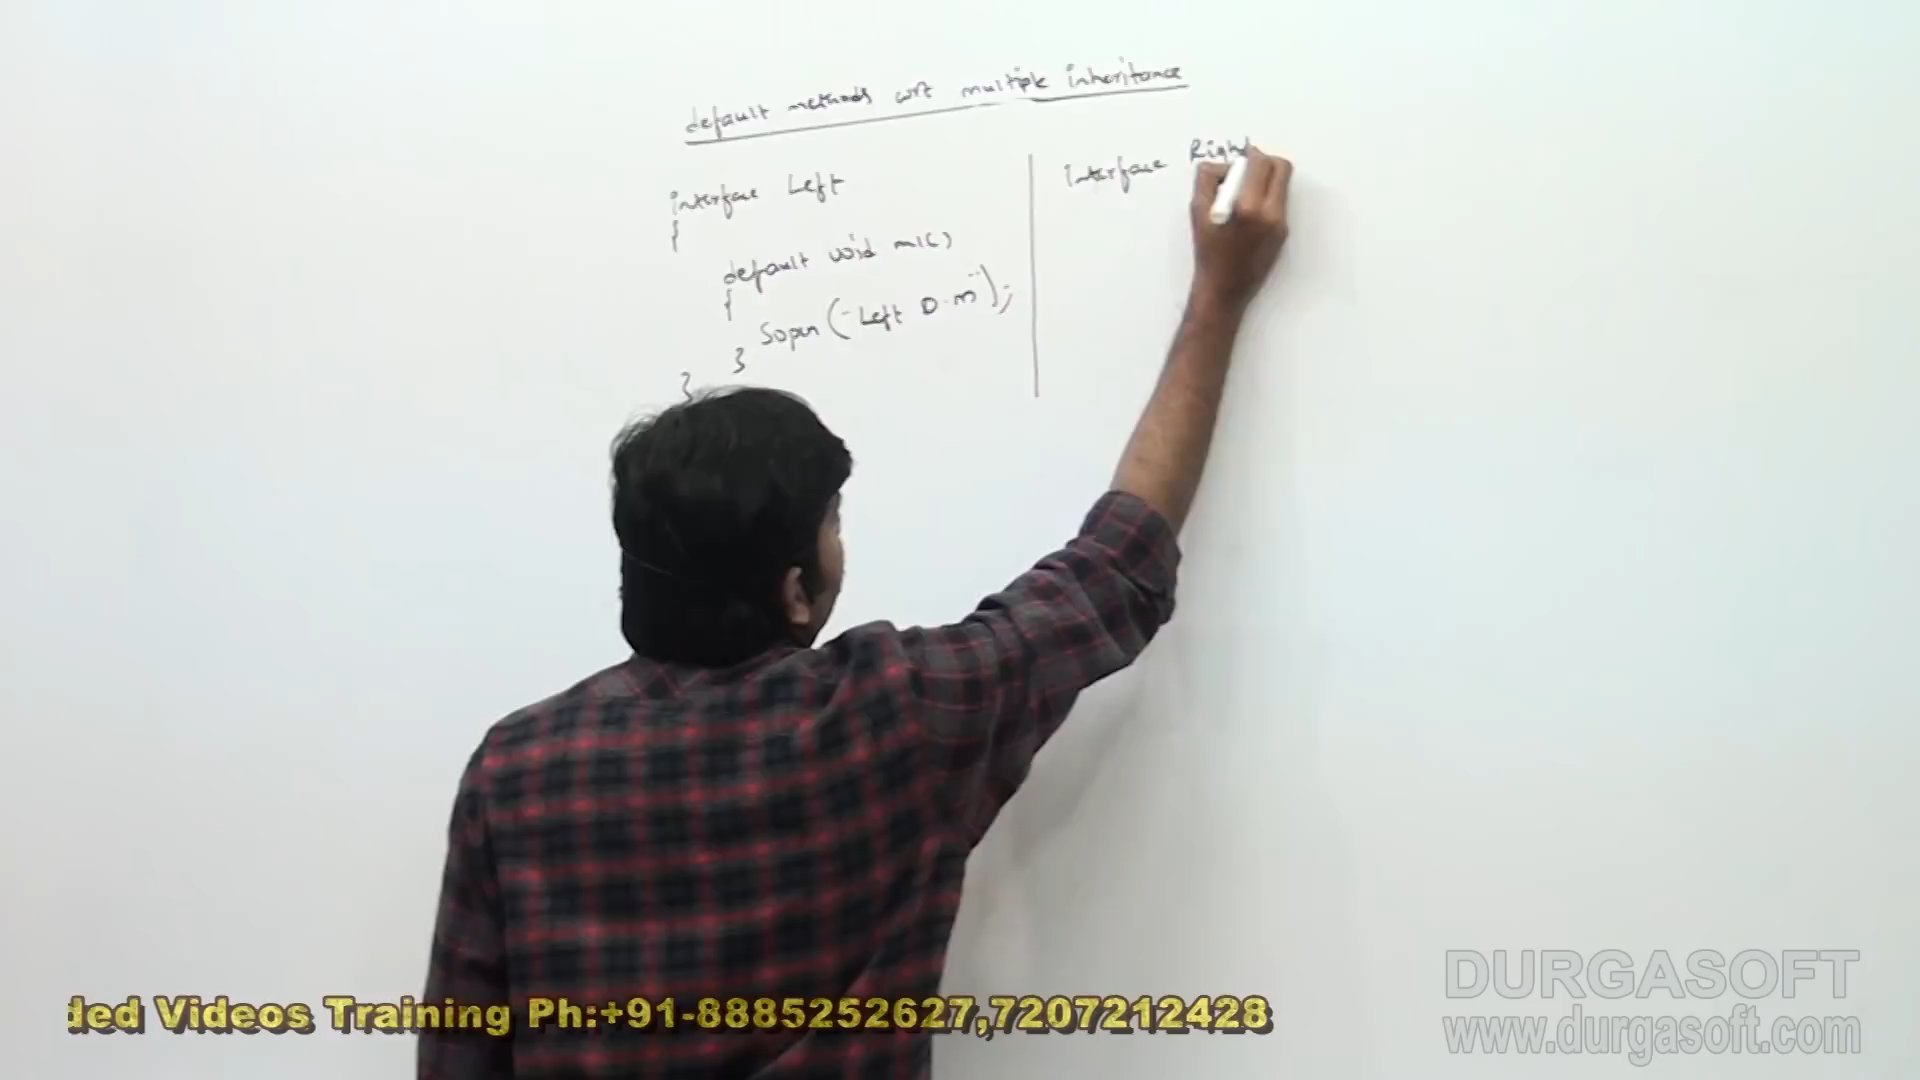 default methods wrt multiple inheritance
interface Left
{
default void m1()
{
Sopln ("Left D.M");
}
}
interface Right
ded Videos Training Ph:+91-8885252627,7207212428
DURGASOFT
www.durgasoft.com